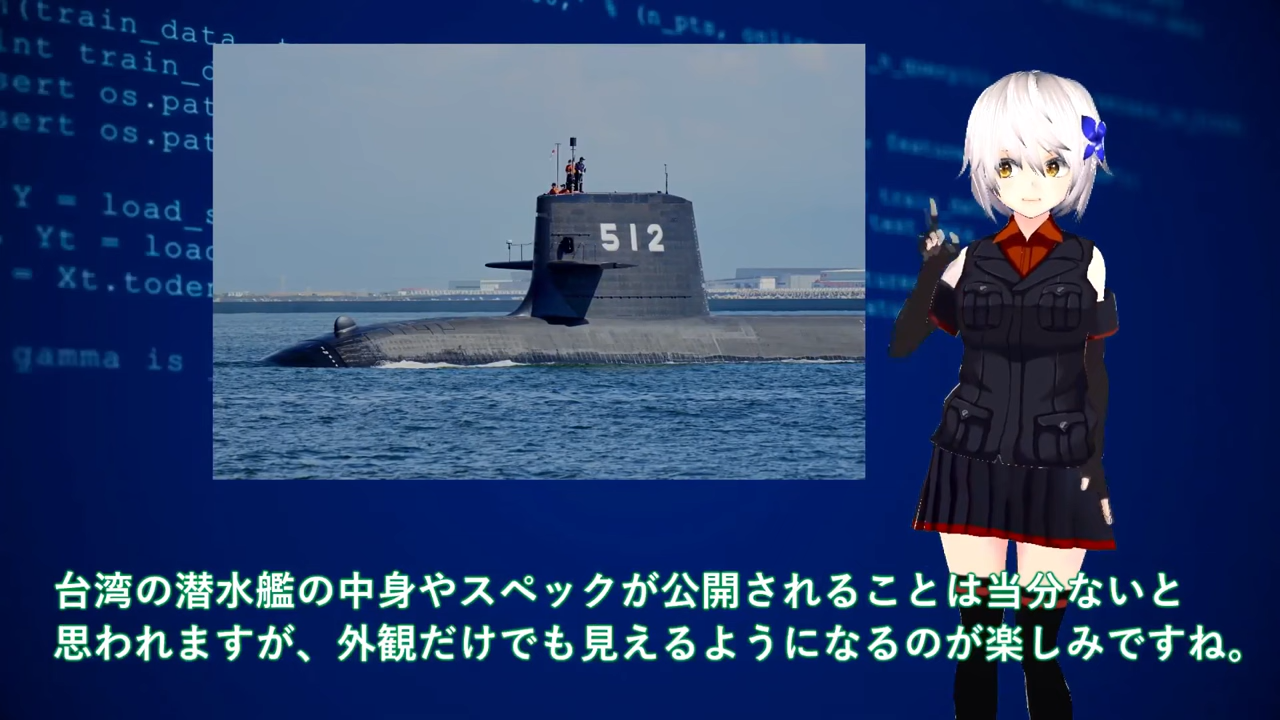 n(train_data
int train_d
sert os.pat
sert os.pat
Y = load_s
Yt = load
= Xt.toden
gamma is
(n_pts,
512
台湾の潜水艦の中身やスペックが公開されることは当分ないと
思われますが、外観だけでも見えるようになるのが楽しみですね。